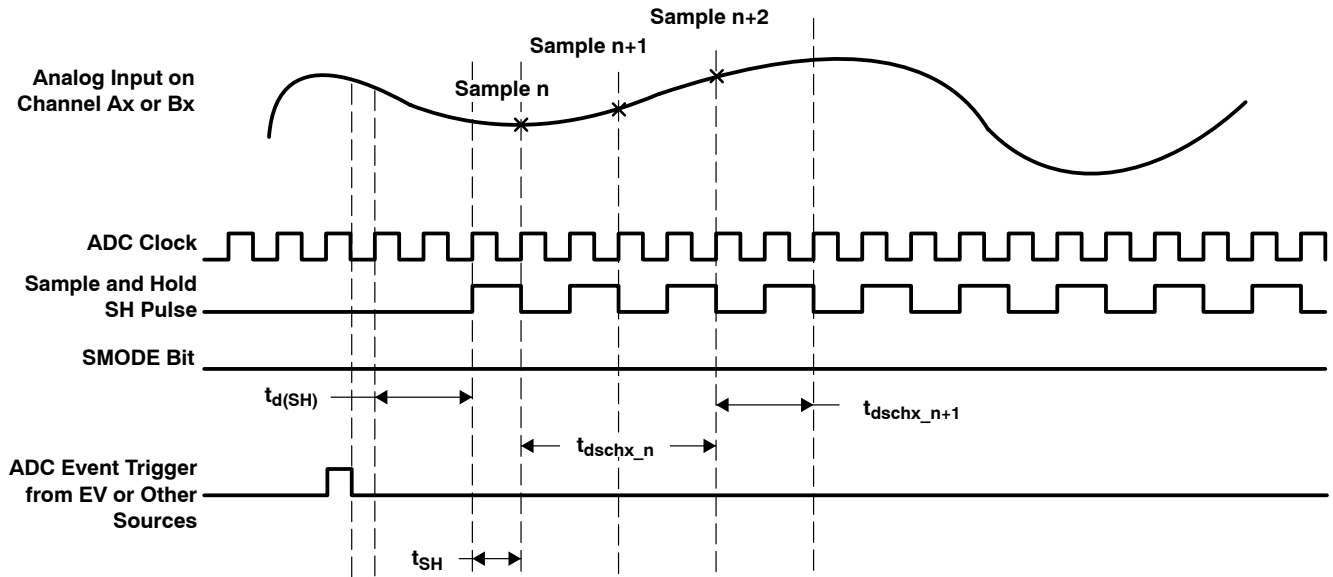 Sample n+2
Sample n+1
Analog Input on
Channel Ax or Bx
Sample n
ADC Clock
Sample and Hold
SH Pulse
SMODE Bit
td(SH)
tdschx_n+1
tdschx_n
ADC Event Trigger
from EV or Other
Sources
tSH